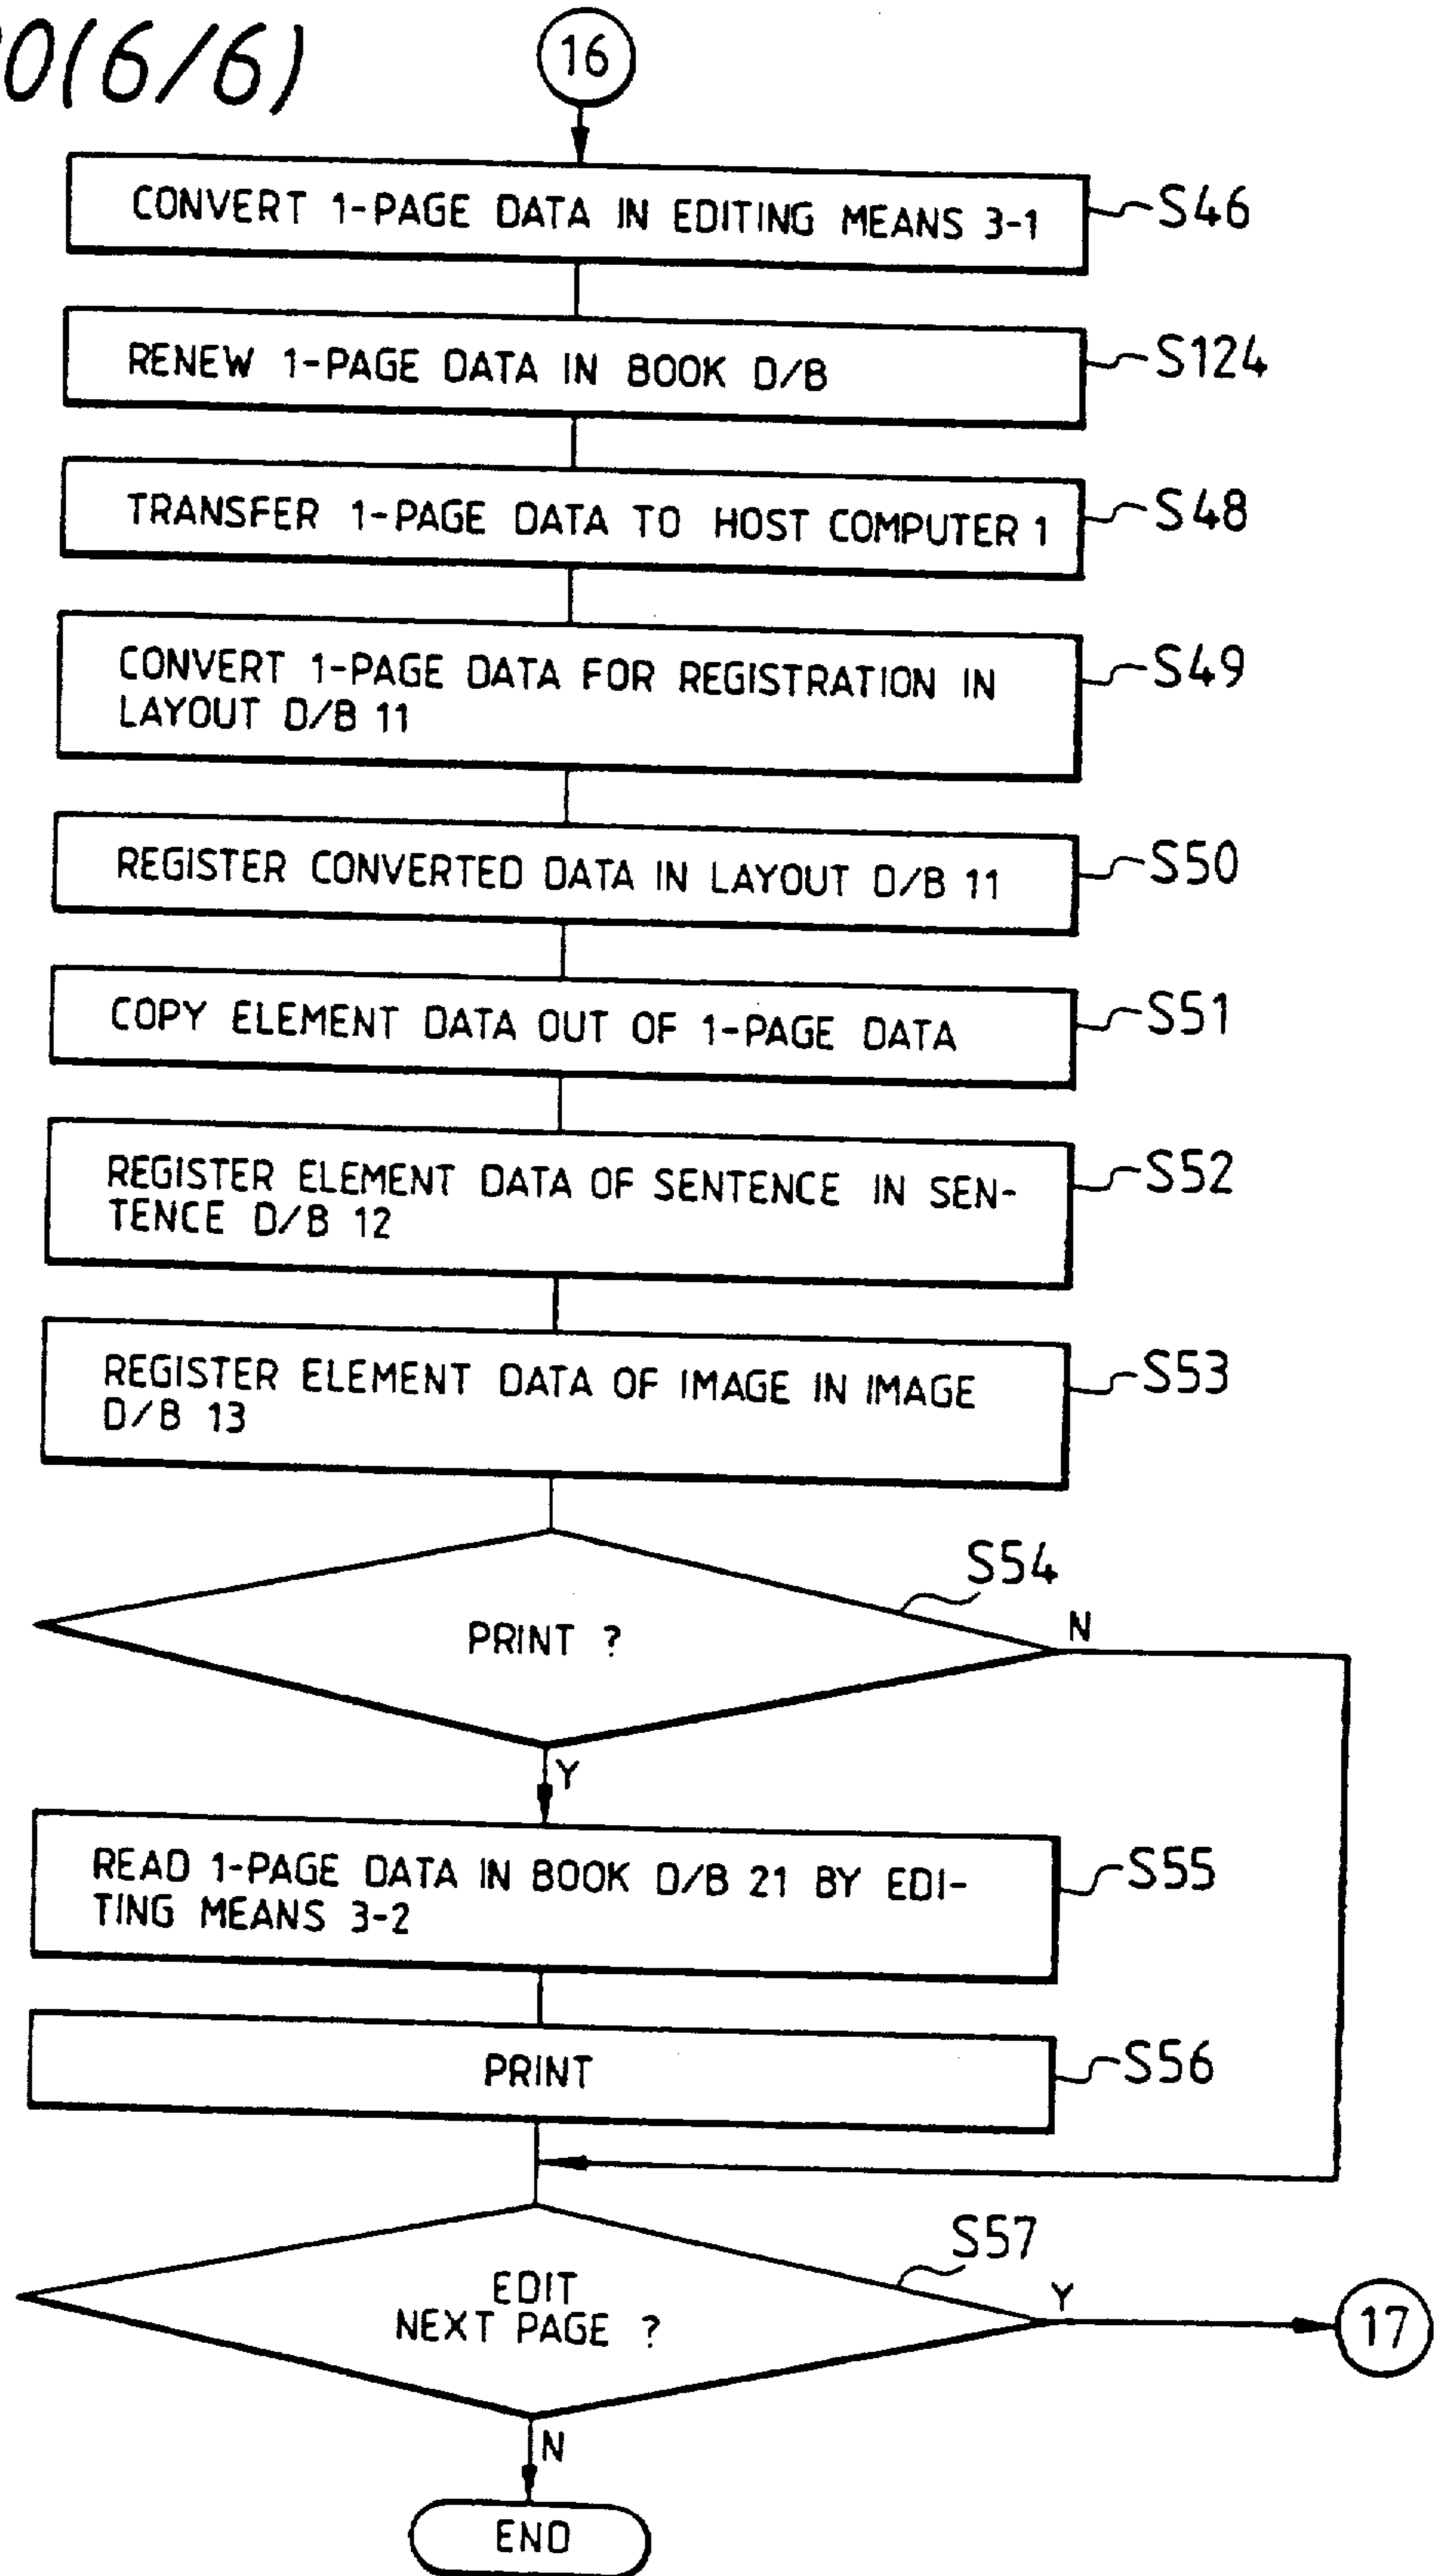 0(6/6)
16
CONVERT 1-PAGE DATA IN EDITING MEANS 3-1
S46
RENEW 1-PAGE DATA IN BOOK D/B
S124
TRANSFER 1-PAGE DATA TO HOST COMPUTER 1
S48
CONVERT 1-PAGE DATA FOR REGISTRATION IN
LAYOUT D/B 11
S49
REGISTER CONVERTED DATA IN LAYOUT D/B 11
S50
COPY ELEMENT DATA OUT OF 1-PAGE DATA
S51
REGISTER ELEMENT DATA OF SENTENCE IN SEN-
TENCE D/B 12
S52
REGISTER ELEMENT DATA OF IMAGE IN IMAGE
D/B 13
S53
S54
PRINT ?
N
Y
READ 1-PAGE DATA IN BOOK D/B 21 BY EDI-
TING MEANS 3-2
S55
PRINT
S56
S57
EDIT
NEXT PAGE ?
Y
17
N
END